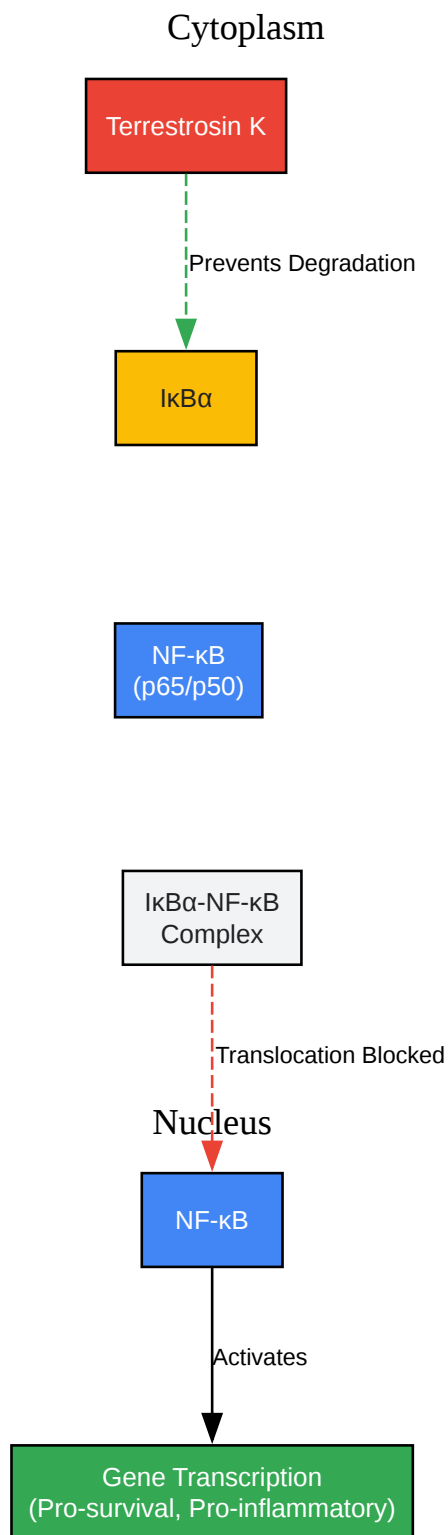 Cytoplasm
Terrestrosin K
Prevents Degradation
IκBα
NF-κB
(p65/p50)
IκBα-NF-κB
Complex
Translocation Blocked
Nucleus
NF-κB
Activates
Gene Transcription
(Pro-survival, Pro-inflammatory)